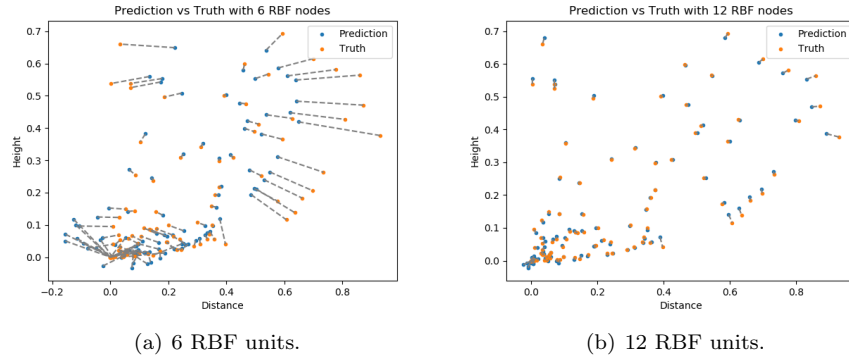 Prediction vs Truth with 6 RBF nodes
Prediction
Truth
0.7
0.6
0.5
0.4
0.3
0.2
0.1
0.0
Height
−0.2
0.0
0.2
0.4
0.6
0.8
Distance
(a) 6 RBF units.
Prediction vs Truth with 12 RBF nodes
Prediction
Truth
0.7
0.6
0.5
0.4
0.3
0.2
0.1
0.0
Height
0.0
0.2
0.4
0.6
0.8
Distance
(b) 12 RBF units.